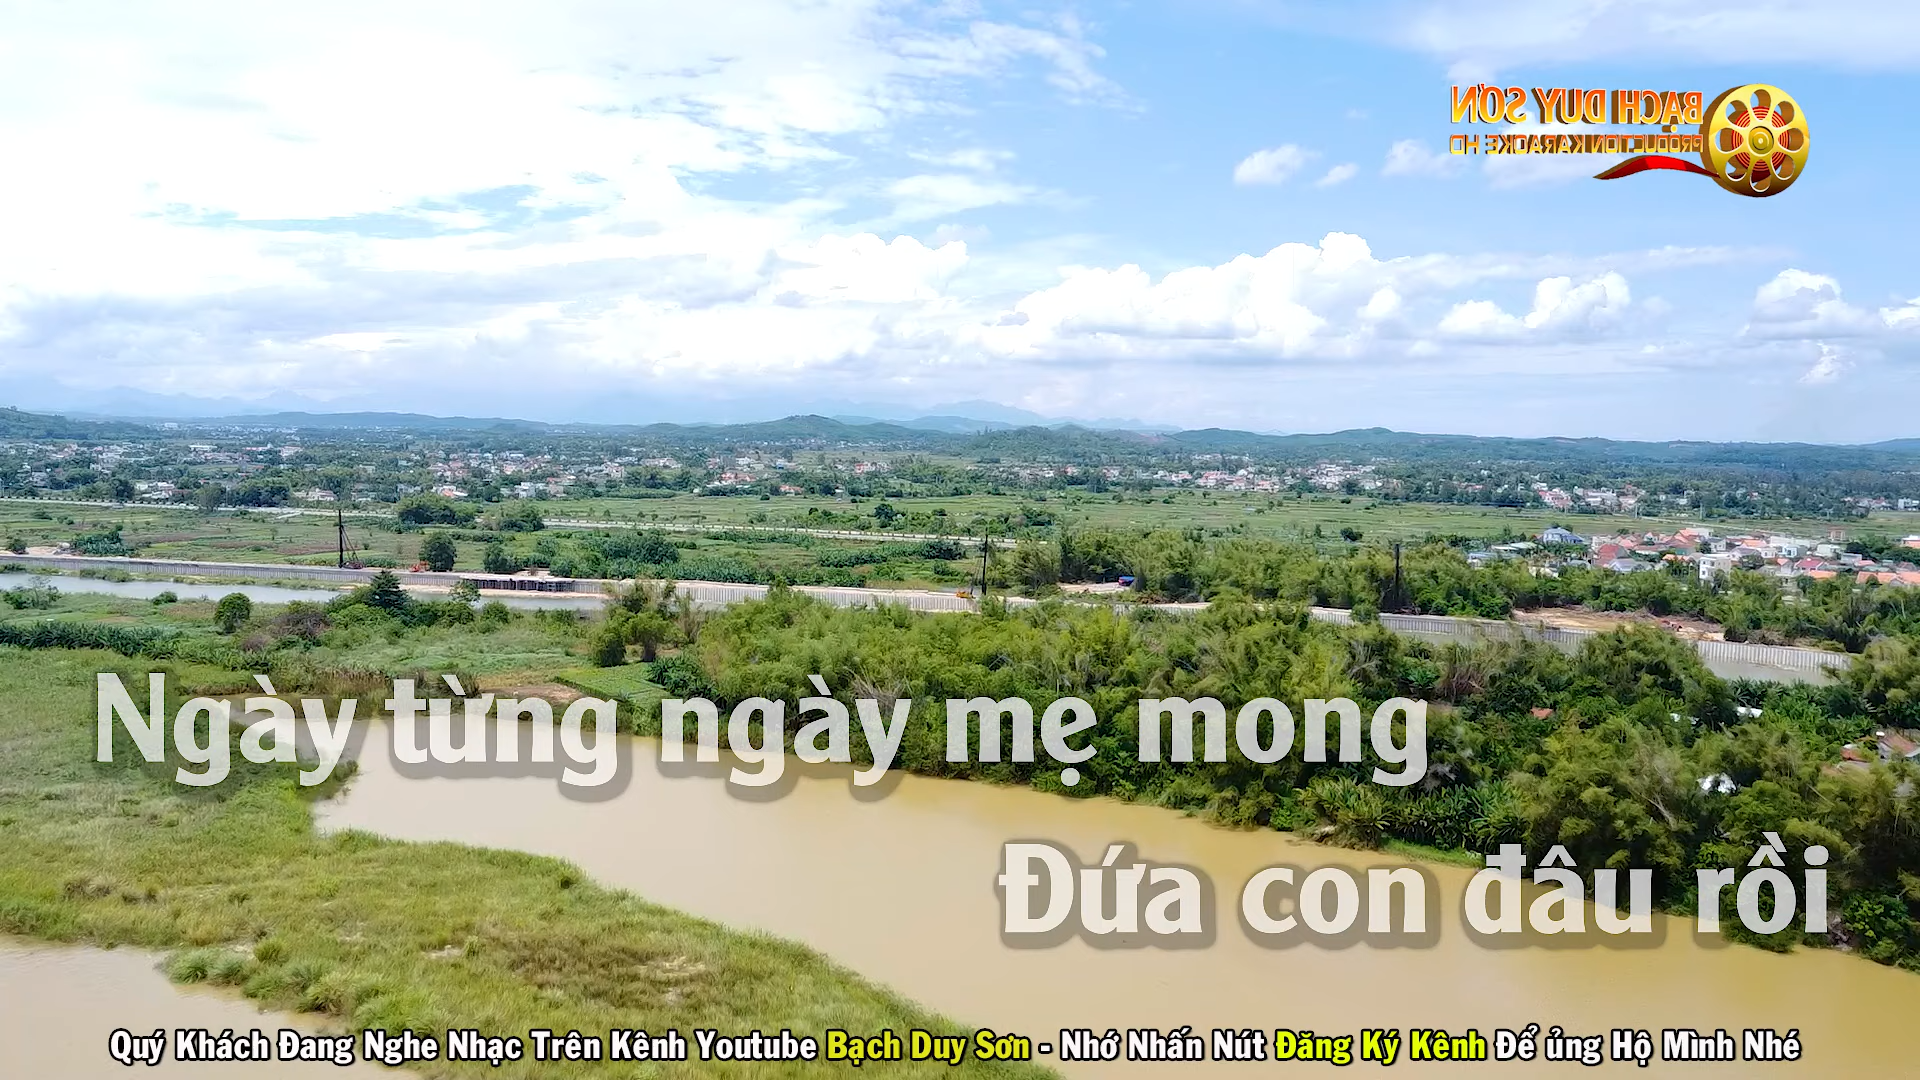 BẠCH DUY SƠN
PRODUCTION KARAOKE HD
Ngày từng ngày mẹ mong
Đứa con đâu rồi
Quý Khách Đang Nghe Nhạc Trên Kênh Youtube Bạch Duy Sơn - Nhớ Nhấn Nút Đăng Ký Kênh Để ủng Hộ Mình Nhé